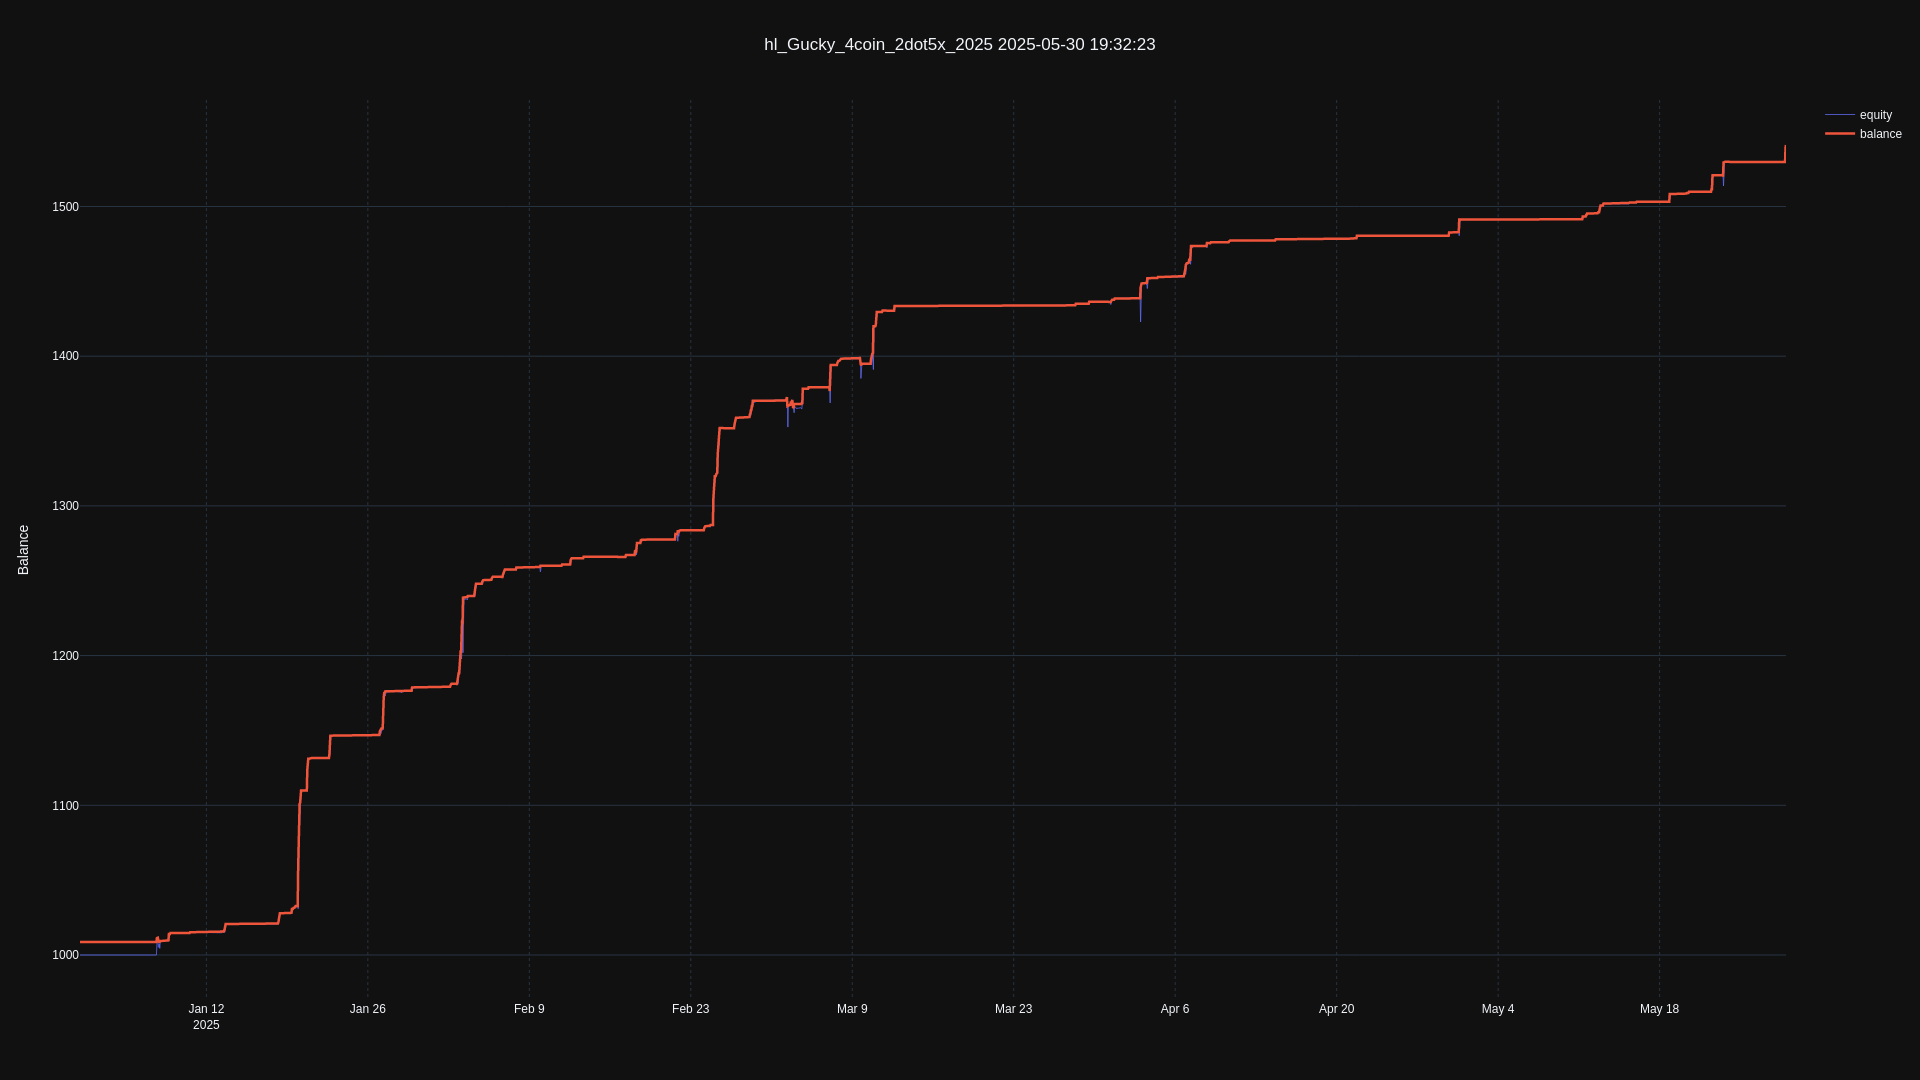 hl_Gucky_4coin_2dot5x_2025 2025-05-30 19:32:23
equity
balance
Balance
1500
1400
1300
1200
1100
1000
Jan 12
2025
Jan 26
Feb 9
Feb 23
Mar 9
Mar 23
Apr 6
Apr 20
May 4
May 18